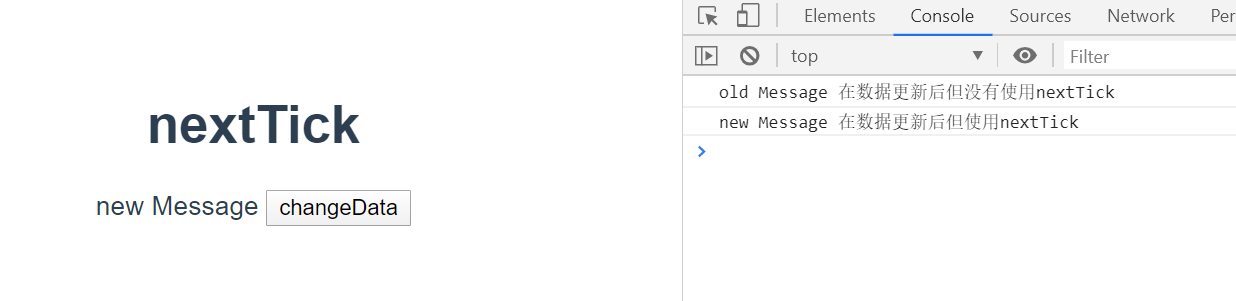 nextTick
new Message changeData
Elements Console Sources Network Per
top Filter
old Message 在数据更新后但没有使用nextTick
new Message 在数据更新后但使用nextTick